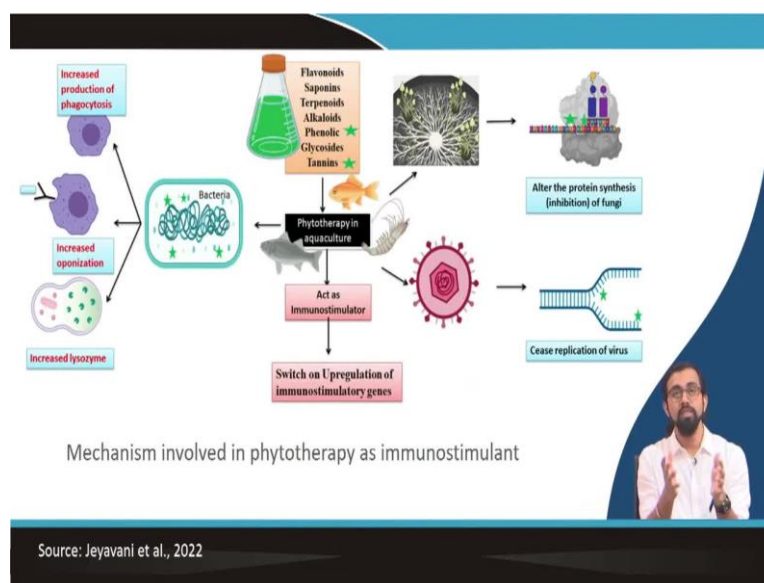 Increased
production of
phagocytosis
Flavonoids
Saponins
Terpenoids
Alkaloids
Phenolic
Glycosides
Tannins
Alter the protein synthesis
(inhibition) of fungi
Bacteria
Phytotherapy in
aquaculture
Increased
oponization
Act as
Immunostimulator
Increased lysozyme
Cease replication of virus
Switch on Upregulation of
immunostimulatory genes
Mechanism involved in phytotherapy as immunostimulant
Source: Jeyavani et al., 2022